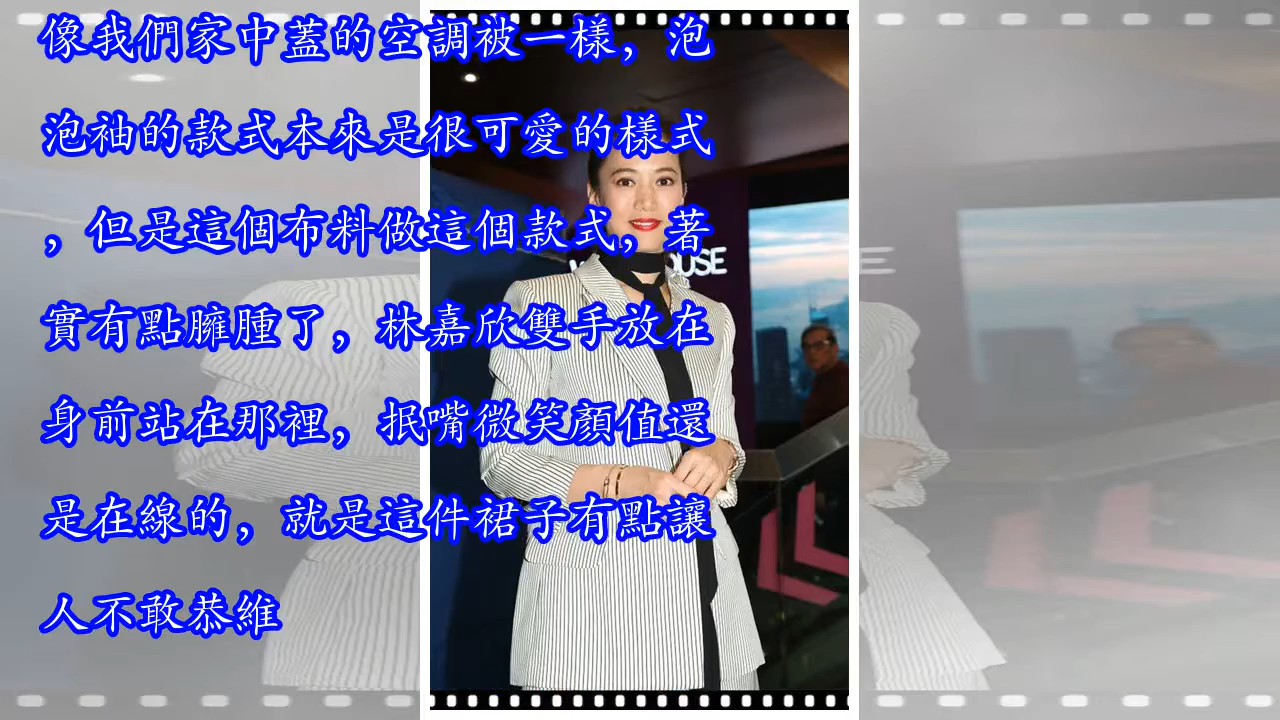 像我們家中蓋的空調被一樣，泡
泡袖的款式本來是很可愛的樣式
，但是這個布料做這個款式，著
實有點臃腫了，林嘉欣雙手放在
身前站在那裡，抿嘴微笑顏值還
是在線的，就是這件裙子有點讓
人不敢恭維